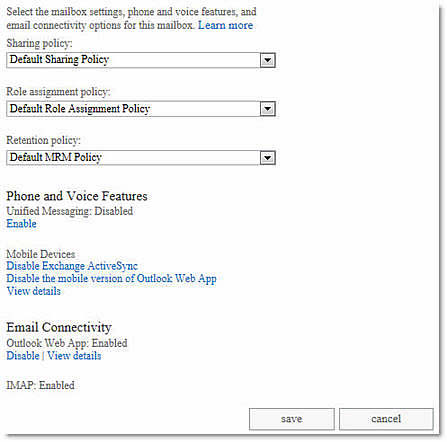 Select the mailbox settings, phone and voice features, and
email connectivity options for this mailbox. Learn more
Sharing policy:
Default Sharing Policy
Role assignment policy:
Default Role Assignment Policy
Retention policy:
Default MRM Policy
Phone and Voice Features
Unified Messaging: Disabled
Enable
Mobile Devices
Disable Exchange ActiveSync
Disable the mobile version of Outlook Web App
View details
Email Connectivity
Outlook Web App: Enabled
Disable | View details
IMAP: Enabled
save cancel